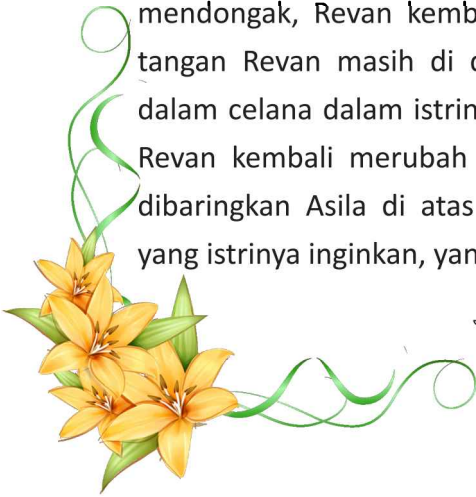 mendongak, Revan kemb
tangan Revan masih di d
dalam celana dalam istrin
Revan kembali merubah
dibaringkan Asila di atas
yang istrinya inginkan, yan